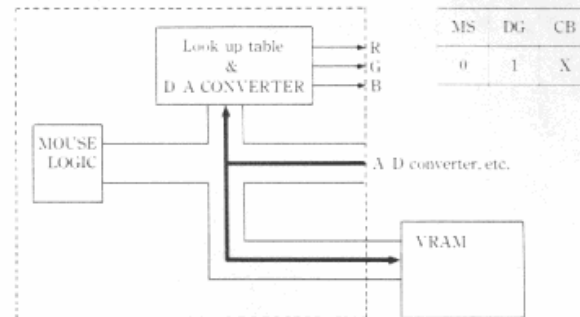 Look up table
&
D A CONVERTER
R
G
B
MS DG CB
0 1 X
MOUSE
LOGIC
A D converter, etc.
VRAM